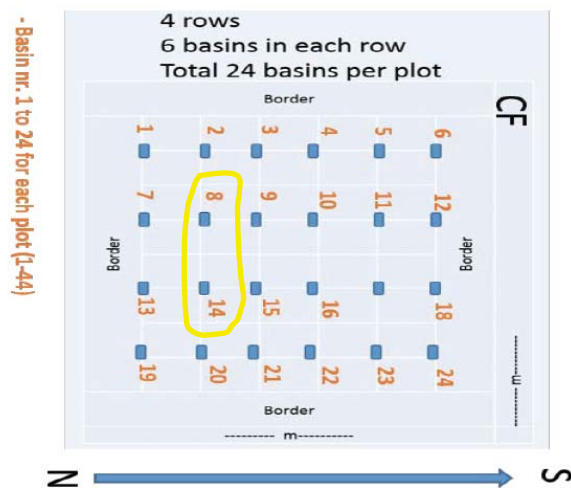 4 rows
6 basins in each row
Total 24 basins per plot
Border
CF
1 2 3 4 5 6
7 8 9 10 11 12
Border
Border
13 14 15 16 18
19 20 21 22 23 24
Border
--------- m----------
-------- m---------
N S
- Basin nr. 1 to 24 for each plot (1-44)